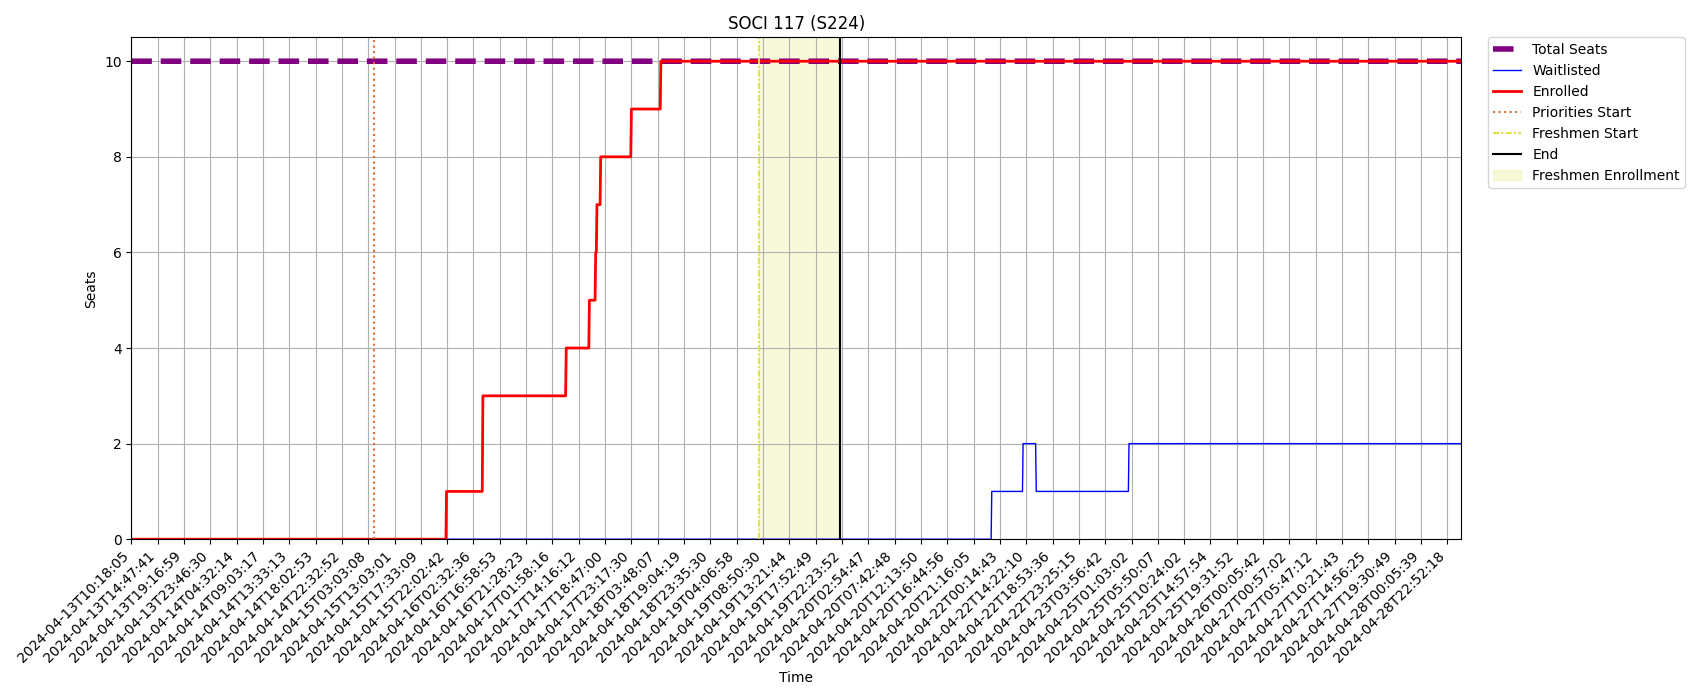 SOCI 117 (S224)
Total Seats
Waitlisted
Enrolled
Priorities Start
Freshmen Start
End
Freshmen Enrollment
Seats
10
8
6
4
2
0
2024-04-13T10:18:05
2024-04-13T14:47:41
2024-04-13T19:16:59
2024-04-13T23:46:30
2024-04-14T04:32:14
2024-04-14T09:03:17
2024-04-14T13:33:13
2024-04-14T18:02:53
2024-04-14T22:32:52
2024-04-15T03:03:08
2024-04-15T13:03:01
2024-04-15T17:33:09
2024-04-15T22:02:42
2024-04-16T02:32:36
2024-04-16T16:58:53
2024-04-16T21:28:23
2024-04-17T01:58:16
2024-04-17T14:16:12
2024-04-17T18:47:00
2024-04-17T23:17:30
2024-04-18T03:48:07
2024-04-18T19:04:19
2024-04-18T23:35:30
2024-04-19T04:06:58
2024-04-19T08:50:30
2024-04-19T13:21:44
2024-04-19T17:52:49
2024-04-19T22:23:52
2024-04-20T02:54:47
2024-04-20T07:42:48
2024-04-20T12:13:50
2024-04-20T16:44:56
2024-04-20T21:16:05
2024-04-22T00:14:43
2024-04-22T14:22:10
2024-04-22T18:53:36
2024-04-22T23:25:15
2024-04-23T03:56:42
2024-04-25T01:03:02
2024-04-25T05:50:07
2024-04-25T10:24:02
2024-04-25T14:57:54
2024-04-25T19:31:52
2024-04-26T00:05:42
2024-04-27T00:57:02
2024-04-27T05:47:12
2024-04-27T10:21:43
2024-04-27T14:56:25
2024-04-27T19:30:49
2024-04-28T00:05:39
2024-04-28T22:52:18
Time